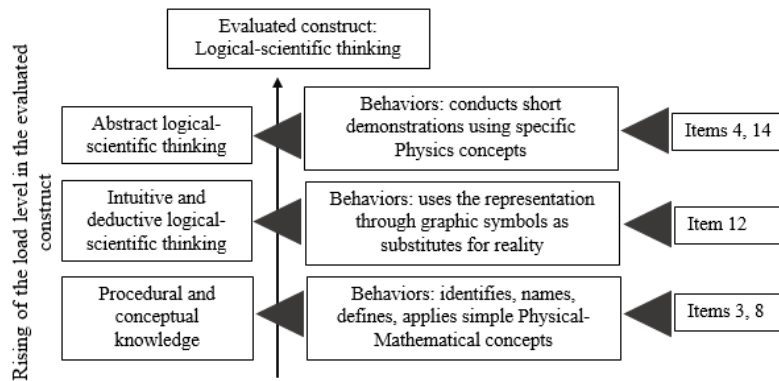 Evaluated construct:
Logical-scientific thinking
Rising of the load level in the evaluated
construct
Abstract logical-
scientific thinking
Behaviors: conducts short
demonstrations using specific
Physics concepts
Items 4, 14
Intuitive and
deductive logical-
scientific thinking
Behaviors: uses the representation
through graphic symbols as
substitutes for reality
Item 12
Procedural and
conceptual
knowledge
Behaviors: identifies, names,
defines, applies simple Physical-
Mathematical concepts
Items 3, 8